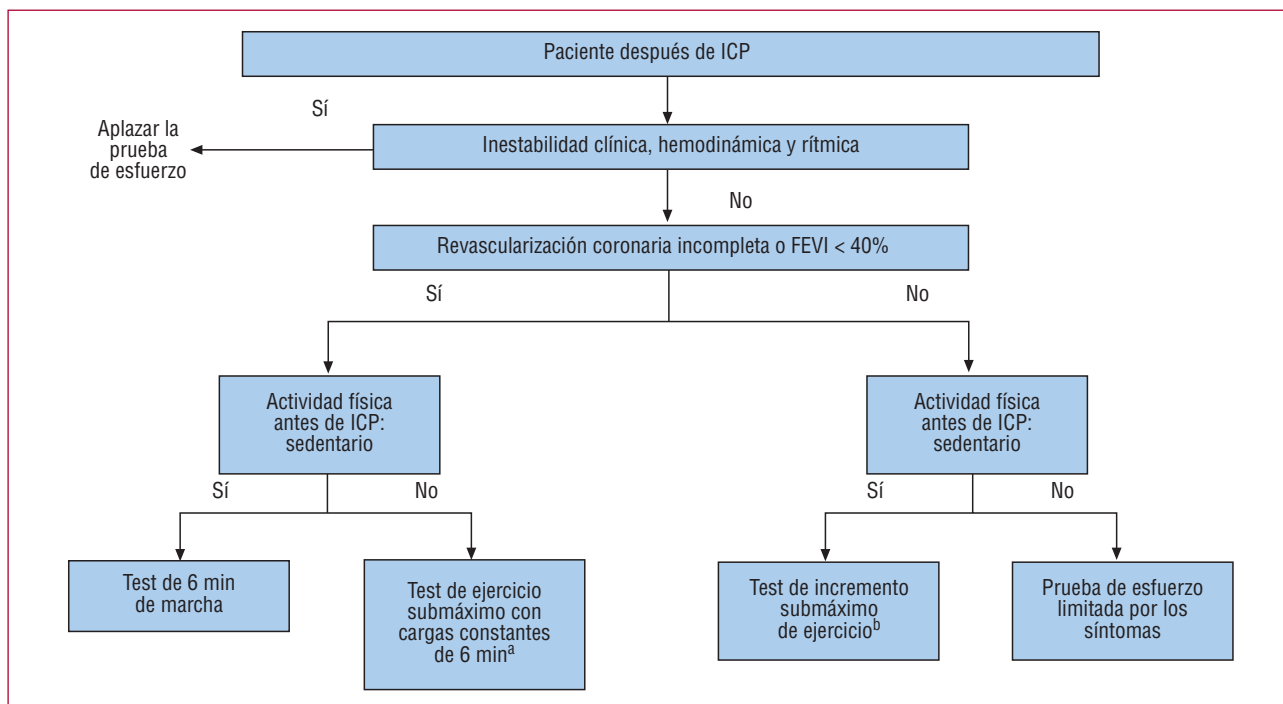 Paciente después de ICP
Sí
Aplazar la
prueba
de esfuerzo
Inestabilidad clínica, hemodinámica y rítmica
No
Revascularización coronaria incompleta o FEVI < 40%
Sí
No
Actividad física
antes de ICP:
sedentario
Actividad física
antes de ICP:
sedentario
Sí
No
Sí
No
Test de 6 min
de marcha
Test de ejercicio
submáximo con
cargas constantes
de 6 minᵃ
Test de incremento
submáximo
de ejercicioᵇ
Prueba de esfuerzo
limitada por los
síntomas